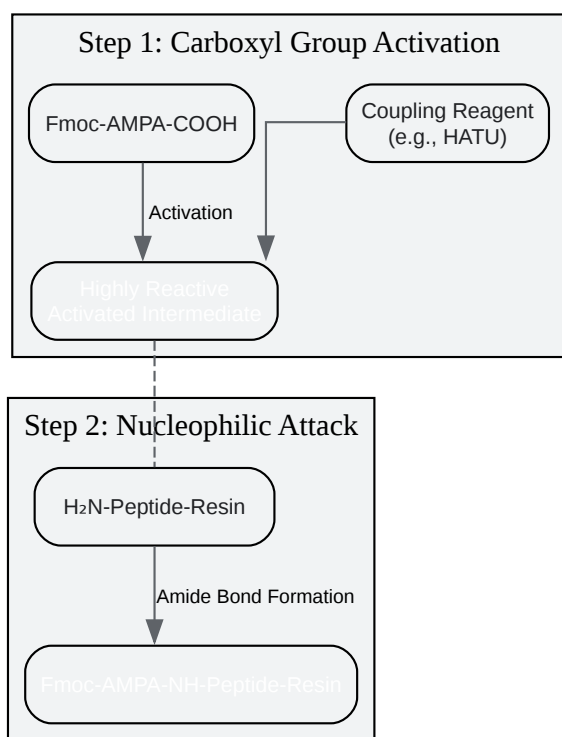 Step 1: Carboxyl Group Activation
Fmoc-AMPA-COOH
Coupling Reagent
(e.g., HATU)
Activation
Highly Reactive
Activated Intermediate
Step 2: Nucleophilic Attack
H₂N-Peptide-Resin
Amide Bond Formation
Fmoc-AMPA-NH-Peptide-Resin